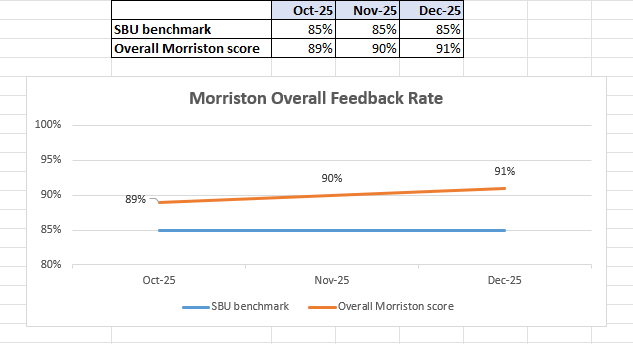 Oct-25 Nov-25 Dec-25
SBU benchmark 85% 85% 85%
Overall Morriston score 89% 90% 91%
Morriston Overall Feedback Rate
100%
95%
90%
85%
80%
89%
90%
91%
Oct-25 Nov-25 Dec-25
SBU benchmark Overall Morriston score